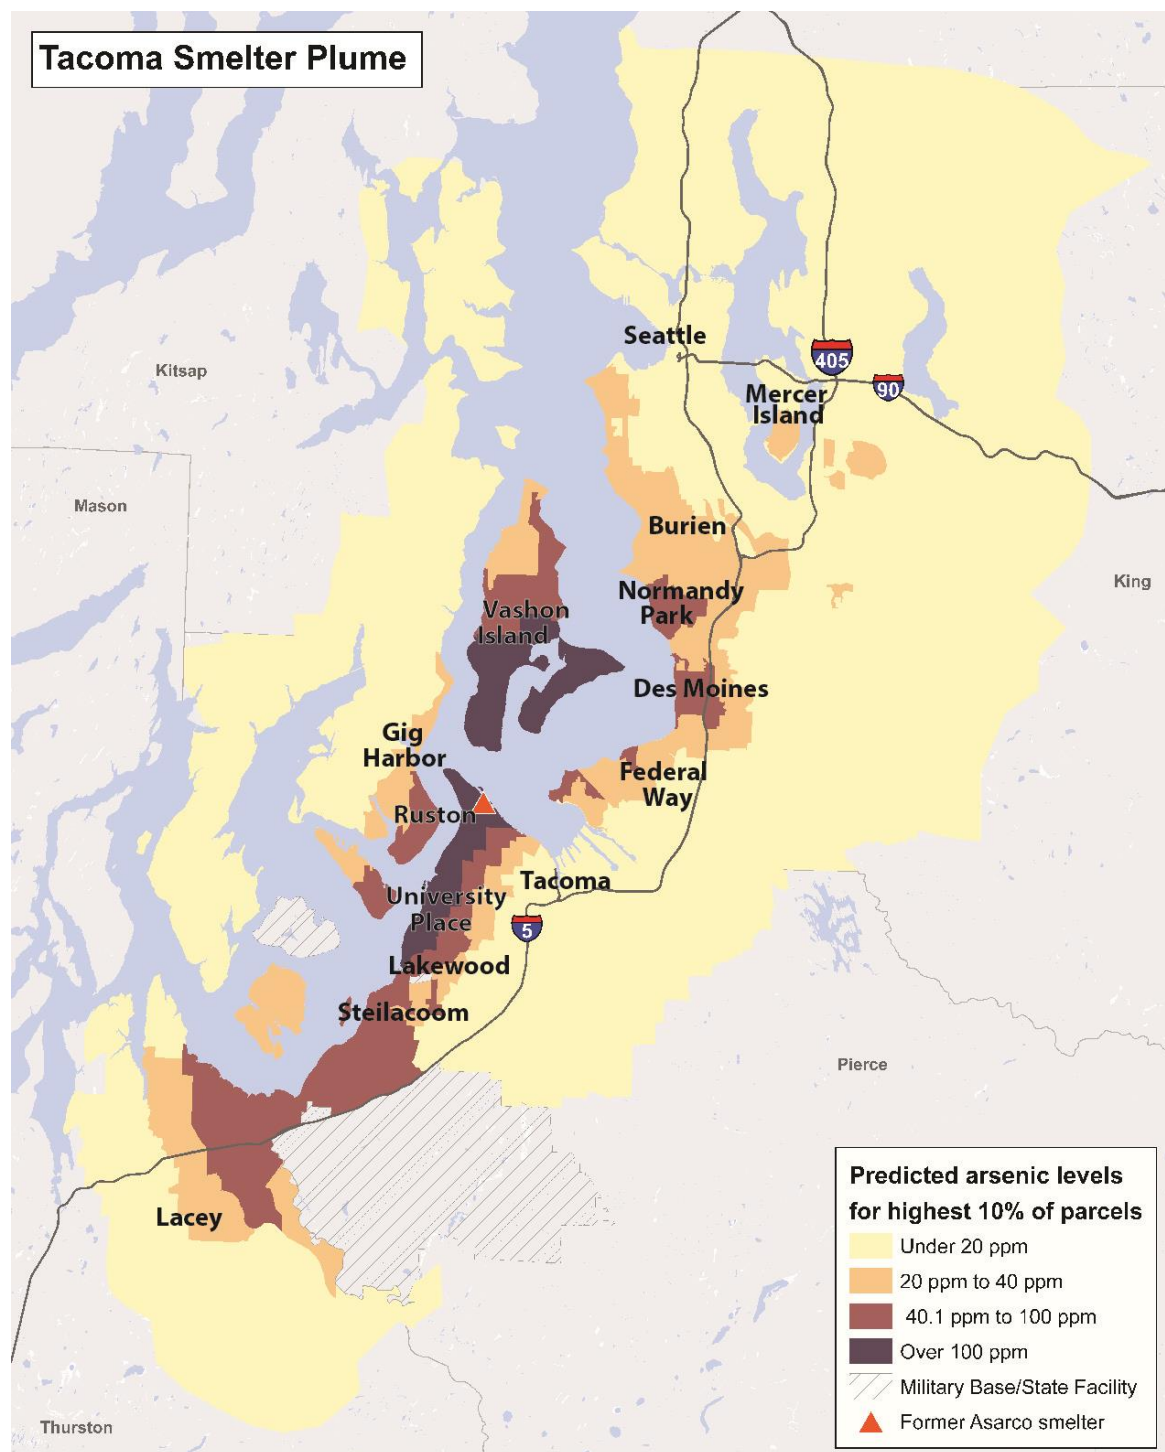 Tacoma Smelter Plume
Seattle
405
90
Kitsap
Mercer
Island
Mason
Burien
King
Normandy
Park
Vashon
Island
Des Moines
Gig
Harbor
Federal
Way
Ruston
Tacoma
University
Place
5
Lakewood
Steilacoom
Pierce
Lacey
Thurston
Predicted arsenic levels
for highest 10% of parcels
Under 20 ppm
20 ppm to 40 ppm
40.1 ppm to 100 ppm
Over 100 ppm
Military Base/State Facility
Former Asarco smelter